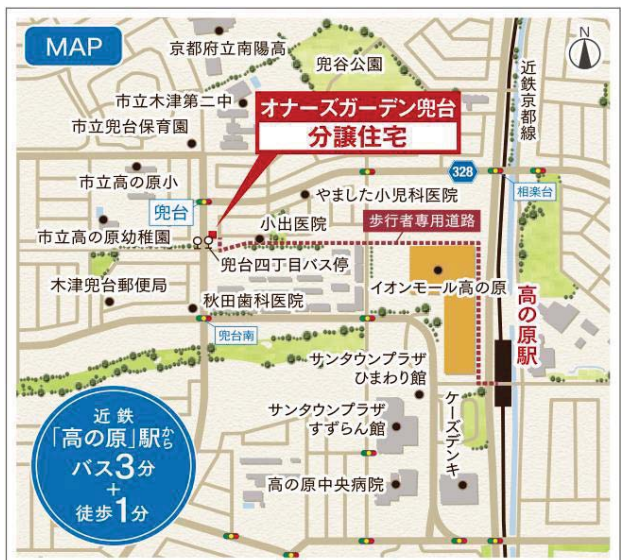 MAP
N
京都府立南陽高
兜谷公園
近鉄京都線
市立木津第二中
オナーズガーデン兜台
分譲住宅
市立兜台保育園
328
市立高の原小
やました小児科医院
相楽台
兜台
小出医院
歩行者専用道路
市立高の原幼稚園
兜台四丁目バス停
イオンモール高の原
木津兜台郵便局
秋田歯科医院
高の原駅
兜台南
サンタウンプラザ
ひまわり館
近鉄
「高の原」駅から
バス3分
+
徒歩1分
サンタウンプラザ
すずらん館
ケーズデンキ
高の原中央病院